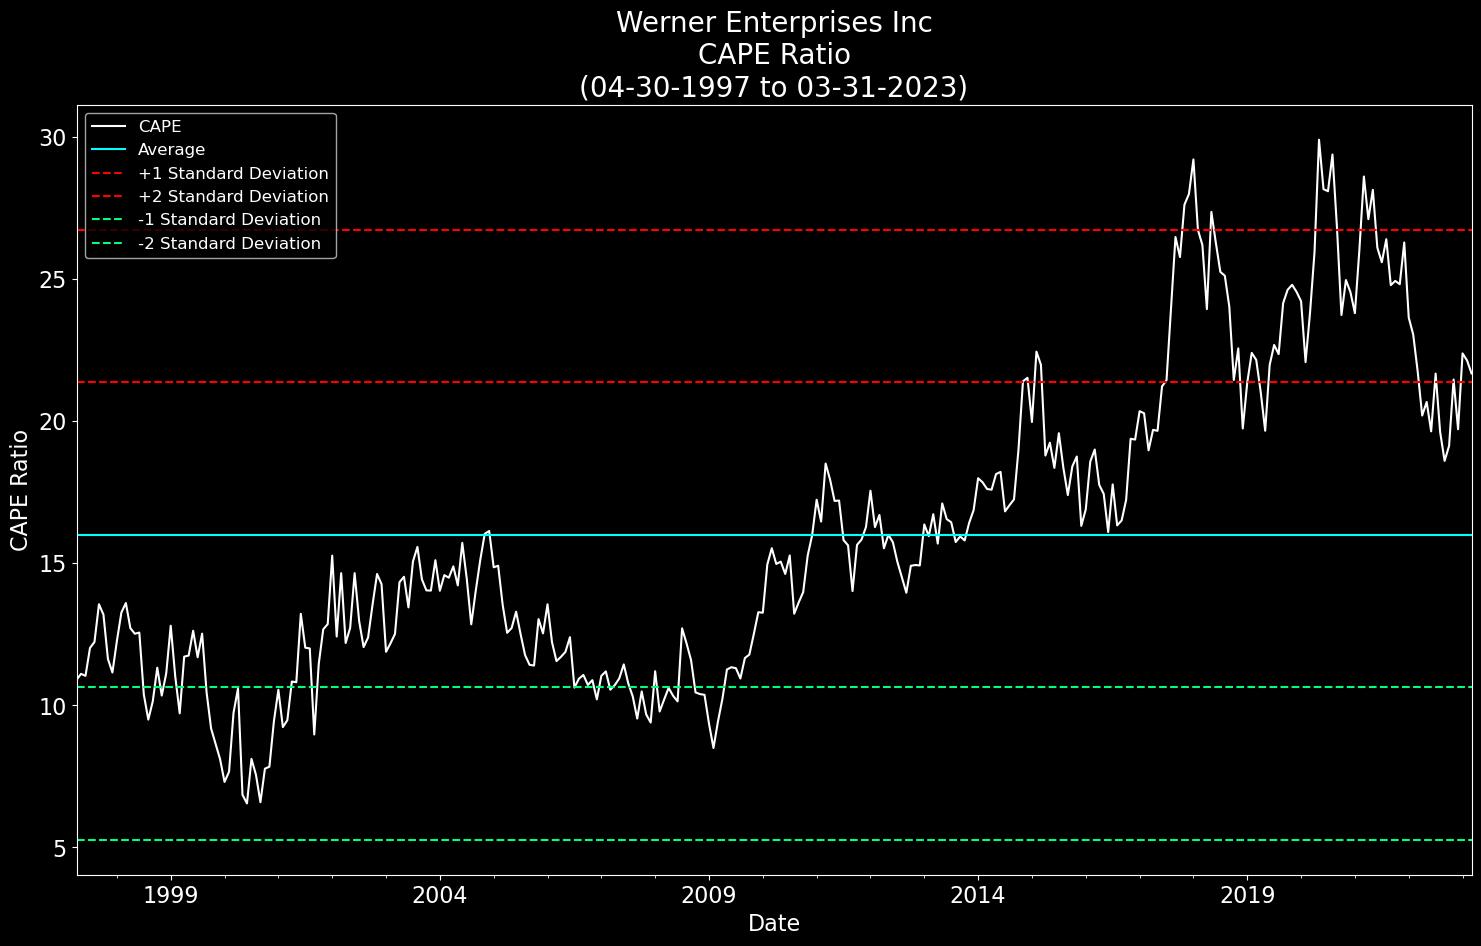 Werner Enterprises Inc
CAPE Ratio
(04-30-1997 to 03-31-2023)
CAPE
Average
+1 Standard Deviation
+2 Standard Deviation
-1 Standard Deviation
-2 Standard Deviation
30
25
20
15
10
5
CAPE Ratio
1999 2004 2009 2014 2019
Date